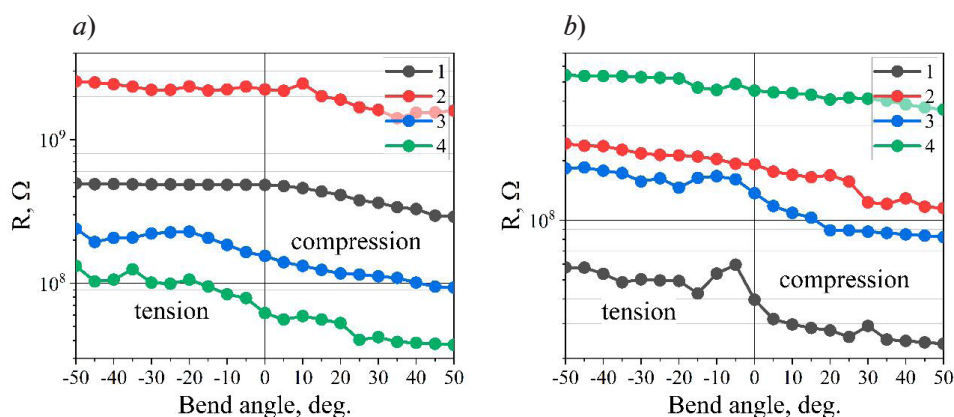 a)
b)
1
2
3
4
10⁹
10⁸
R, Ω
compression
tension
-50 -40 -30 -20 -10 0 10 20 30 40 50
Bend angle, deg.
1
2
3
4
10⁸
R, Ω
compression
tension
-50 -40 -30 -20 -10 0 10 20 30 40 50
Bend angle, deg.